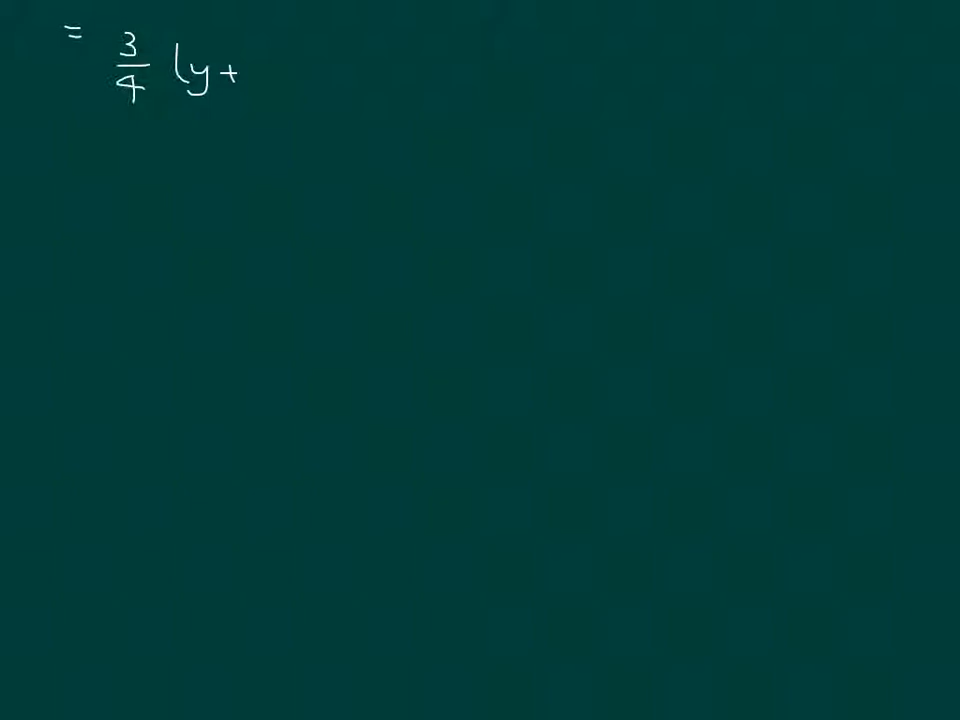 = 3/4 (y +